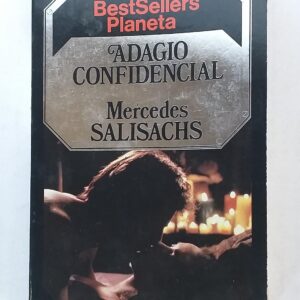 BestSellers
Planeta
ADAGIO
CONFIDENCIAL
Mercedes
SALISACHS